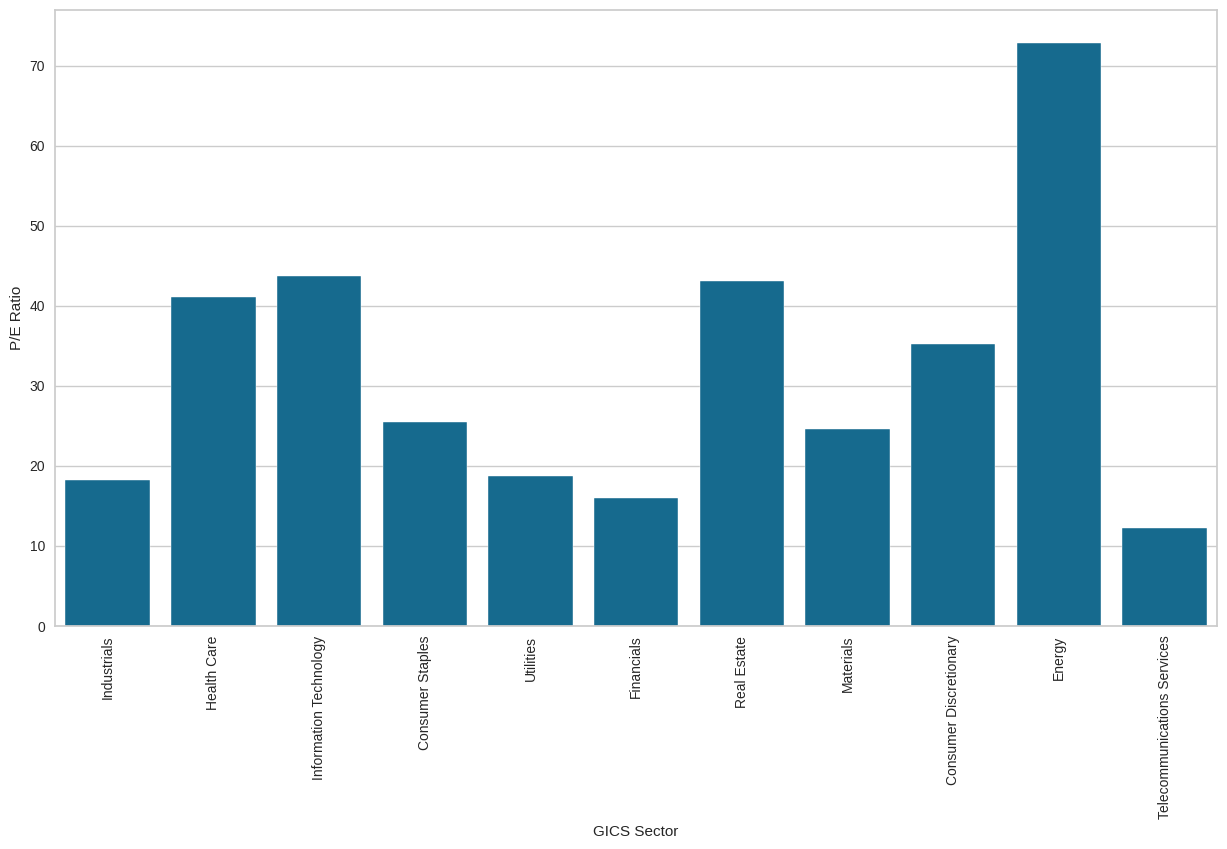 70
60
50
40
30
20
10
0
P/E Ratio
Industrials
Health Care
Information Technology
Consumer Staples
Utilities
Financials
Real Estate
Materials
Consumer Discretionary
Energy
Telecommunications Services
GICS Sector